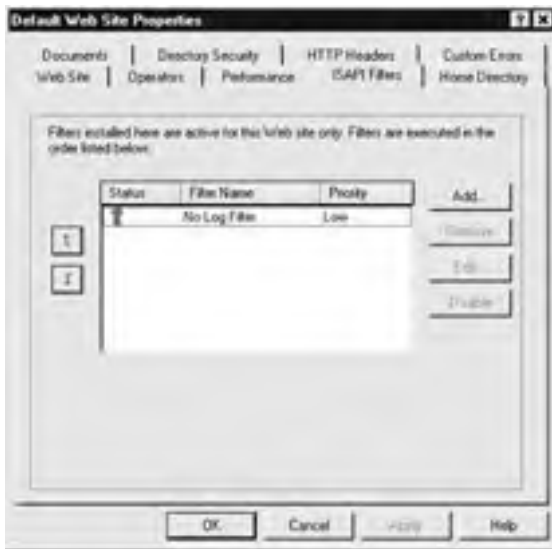 Default Web Site Properties
Documents Directory Security HTTP Headers Custom Errors
Web Site Operators Performance ISAPI Filters Home Directory
Filters installed here are active for this Web site only. Filters are executed in the
order listed below:
Status Filter Name Priority
No Log Filter Low
Add...
Remove
Edit...
Disable
OK Cancel Apply Help